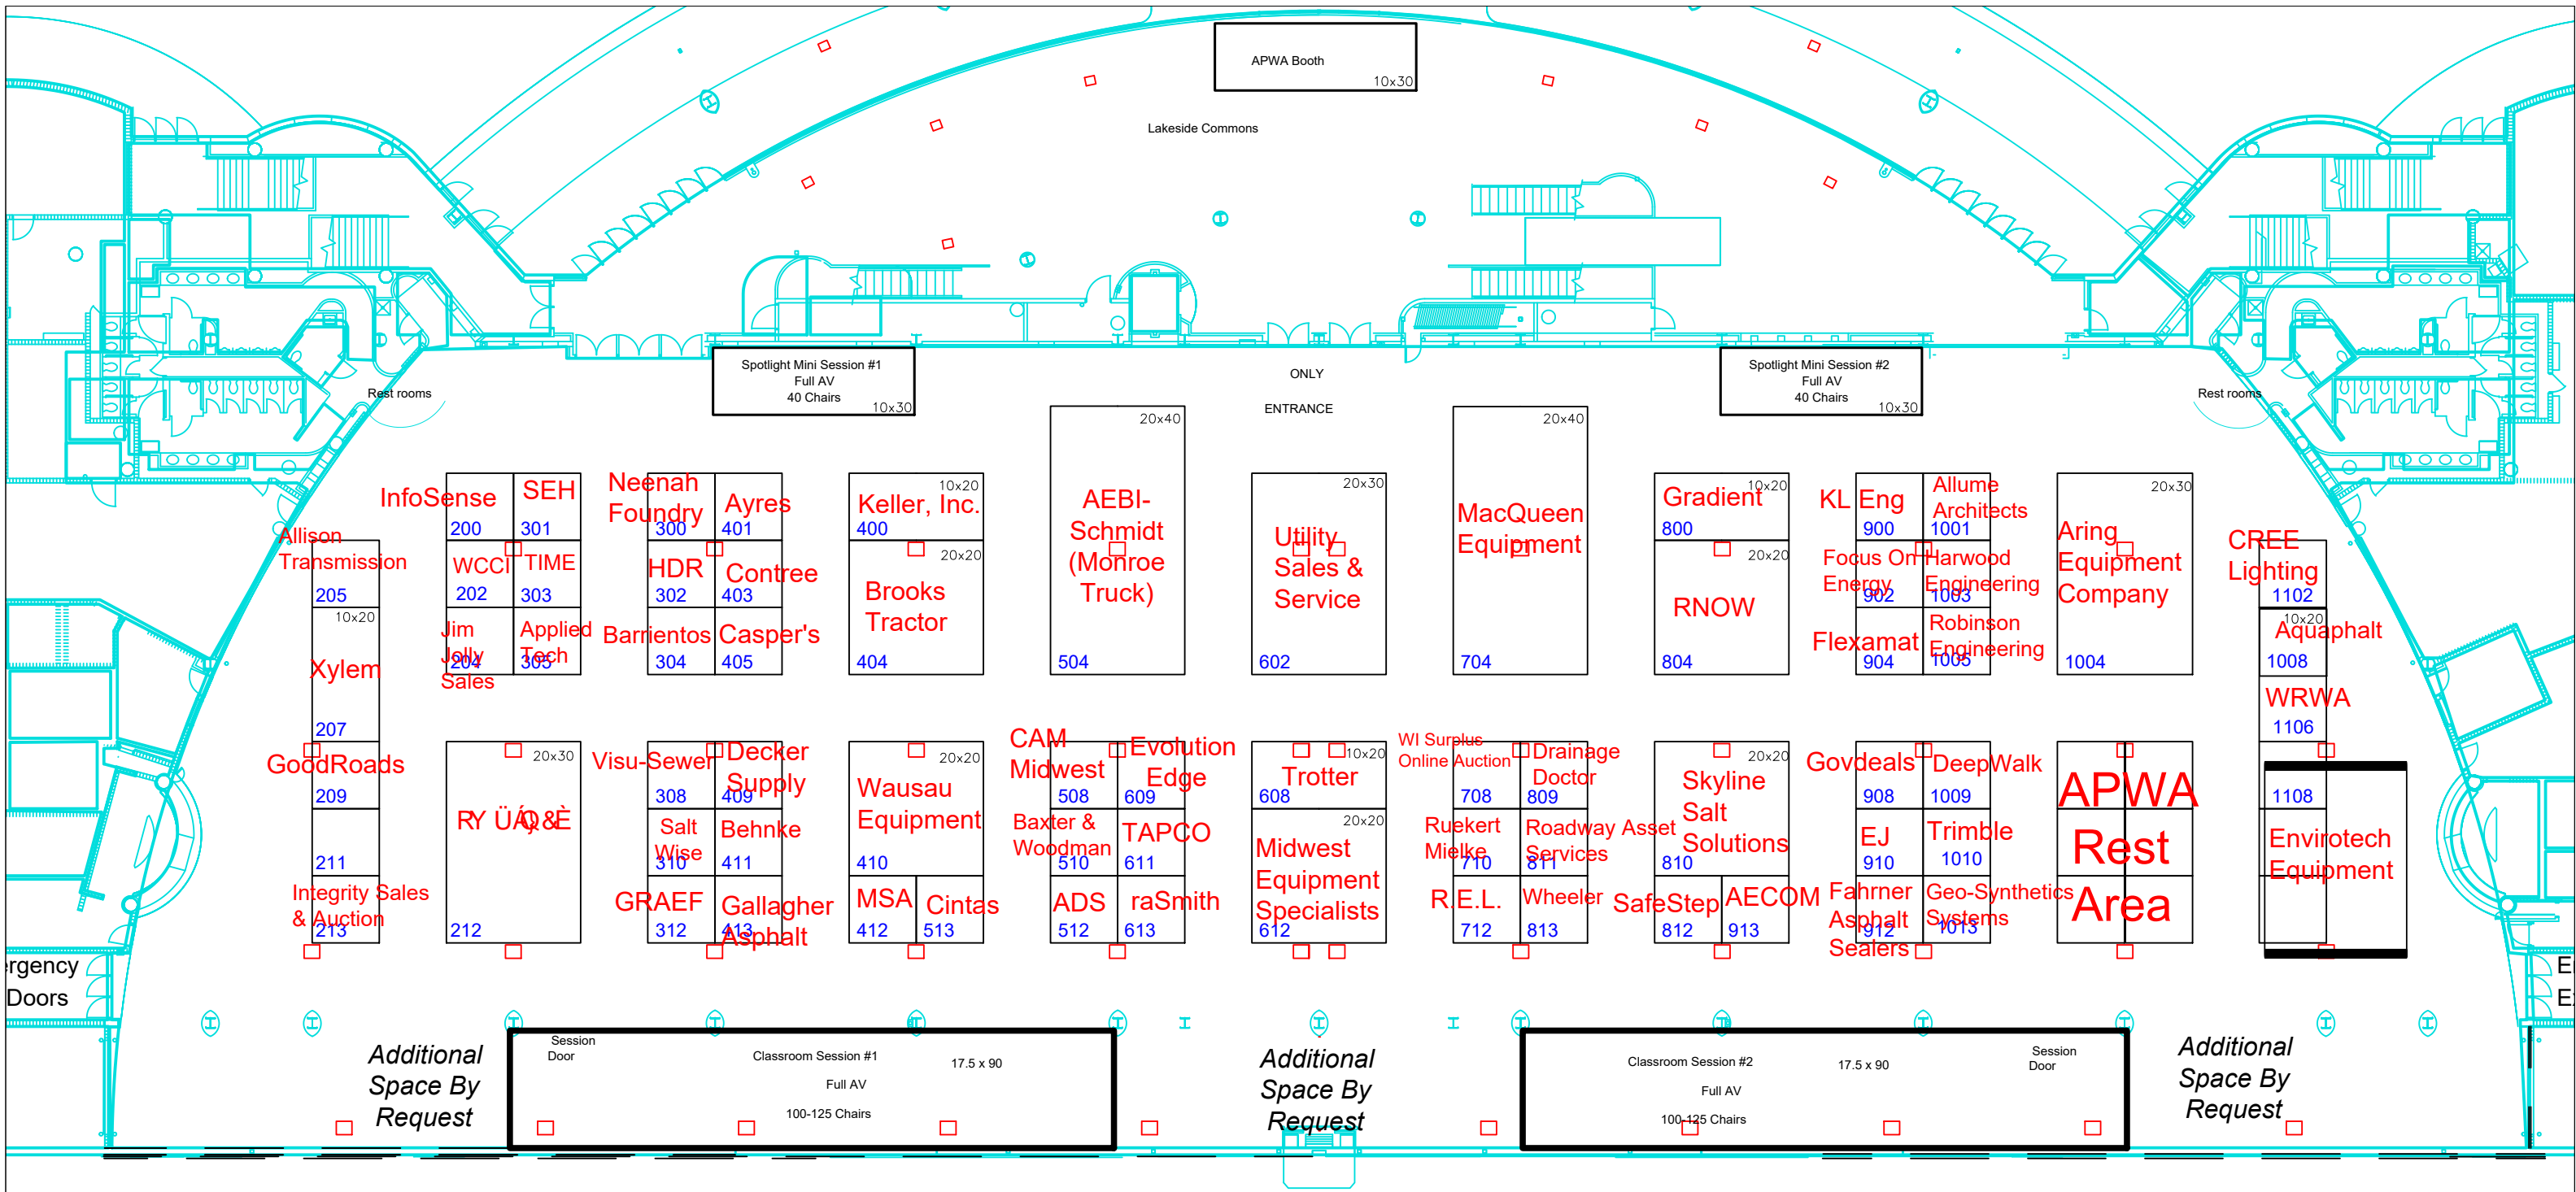 APWA Booth
10x30
Lakeside Commons
Spotlight Mini Session #1
Full AV
40 Chairs
10x30
ONLY
ENTRANCE
Spotlight Mini Session #2
Full AV
40 Chairs
10x30
Rest rooms
Rest rooms
InfoSense
200
SEH
301
Neenah
Foundry
300
Ayres
401
10x20
Keller, Inc.
400
20x40
AEBI-
Schmidt
(Monroe
Truck)
504
20x30
Utility
Sales &
Service
602
20x40
MacQueen
Equipment
704
10x20
Gradient
800
KL Eng
900
Allume
Architects
1001
20x30
Aring
Equipment
Company
1004
Allison
Transmission
205
WCCI
202
TIME
303
HDR
302
Contree
403
20x20
Brooks
Tractor
404
20x20
RNOW
804
Focus On
Energy
902
Harwood
Engineering
1003
CREE
Lighting
1102
10x20
Xylem
207
Jim
Jolly
Sales
204
Applied
Tech
305
Barrientos
304
Casper's
405
Flexamat
904
Robinson
Engineering
1005
10x20
Aquaphalt
1008
WRWA
1106
GoodRoads
209
20x30
212
Visu-Sewer
308
Decker
Supply
409
20x20
Wausau
Equipment
410
CAM
Midwest
508
Evolution
Edge
609
10x20
Trotter
608
WI Surplus
Online Auction
708
Drainage
Doctor
809
20x20
Skyline
Salt
Solutions
810
Govdeals
908
DeepWalk
1009
APWA
Rest
Area
1108
Envirotech
Equipment
211
Salt
Wise
310
Behnke
411
Baxter &
Woodman
510
TAPCO
611
20x20
Midwest
Equipment
Specialists
612
Ruekert
Mielke
710
Roadway Asset
Services
811
EJ
910
Trimble
1010
Integrity Sales
& Auction
213
GRAEF
312
Gallagher
Asphalt
413
MSA
412
Cintas
513
ADS
512
raSmith
613
R.E.L.
712
Wheeler
813
SafeStep
812
AECOM
913
Fahrner
Asphalt
Sealers
912
Geo-Synthetics
Systems
1013
Doors
Additional
Space By
Request
Session
Door
Classroom Session #1
17.5 x 90
Full AV
100-125 Chairs
Additional
Space By
Request
Classroom Session #2
17.5 x 90
Full AV
100-125 Chairs
Session
Door
Additional
Space By
Request